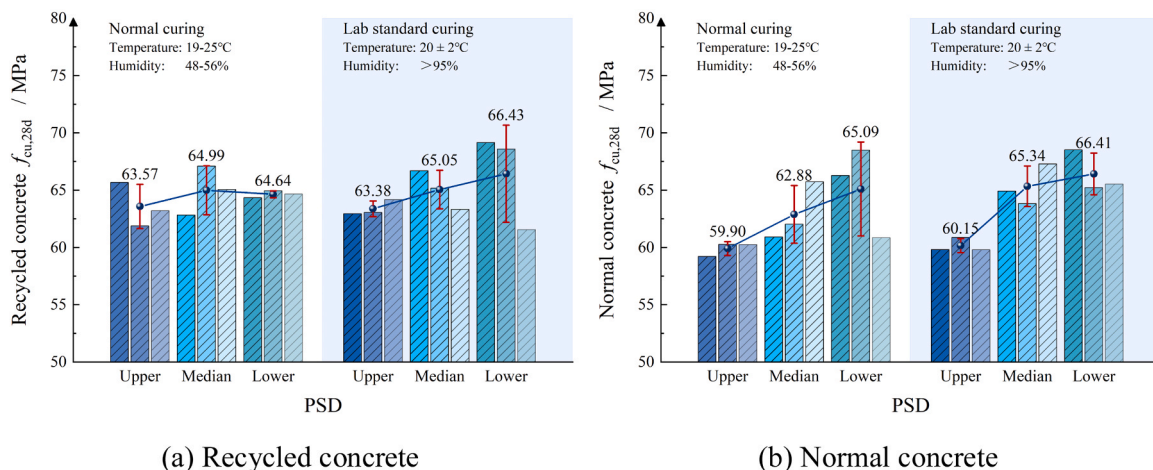 80
75
70
65
60
55
50
Recycled concrete fcu,28d / MPa
Normal curing
Temperature: 19-25°C
Humidity: 48-56%
Lab standard curing
Temperature: 20 ± 2°C
Humidity: ＞95%
63.57
64.99
64.64
63.38
65.05
66.43
Upper
Median
Lower
Upper
Median
Lower
PSD
(a) Recycled concrete
80
75
70
65
60
55
50
Normal concrete fcu,28d / MPa
Normal curing
Temperature: 19-25°C
Humidity: 48-56%
Lab standard curing
Temperature: 20 ± 2°C
Humidity: ＞95%
59.90
62.88
65.09
60.15
65.34
66.41
Upper
Median
Lower
Upper
Median
Lower
PSD
(b) Normal concrete